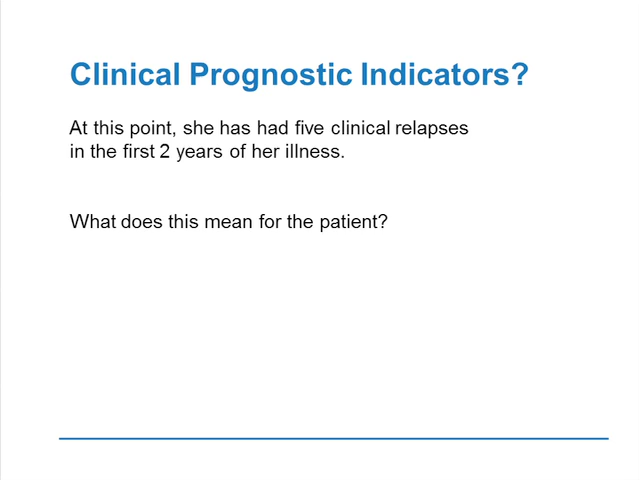 Clinical Prognostic Indicators?
At this point, she has had five clinical relapses
in the first 2 years of her illness.
What does this mean for the patient?